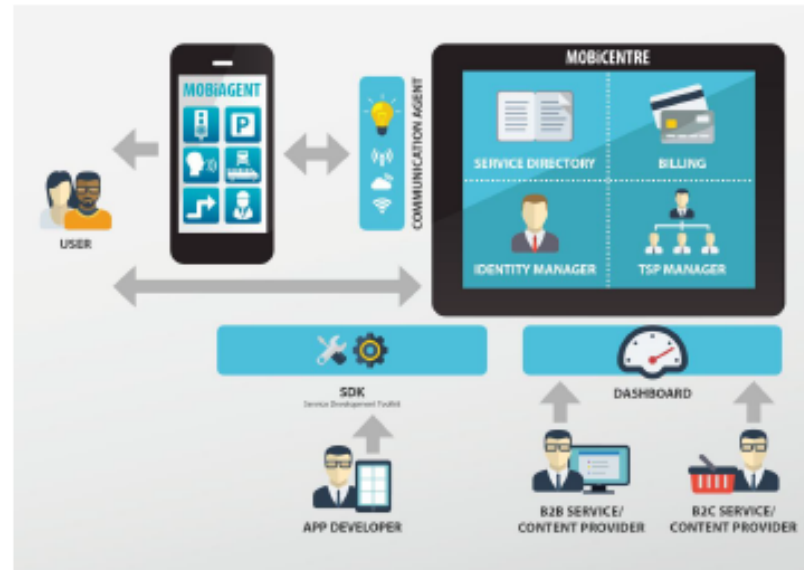 MOBiCENTRE
MOBiAGENT
P
COMMUNICATION AGENT
SERVICE DIRECTORY
BILLING
USER
IDENTITY MANAGER
TSP MANAGER
SDK
Service Development Toolkit
DASHBOARD
APP DEVELOPER
B2B SERVICE/
CONTENT PROVIDER
B2C SERVICE/
CONTENT PROVIDER